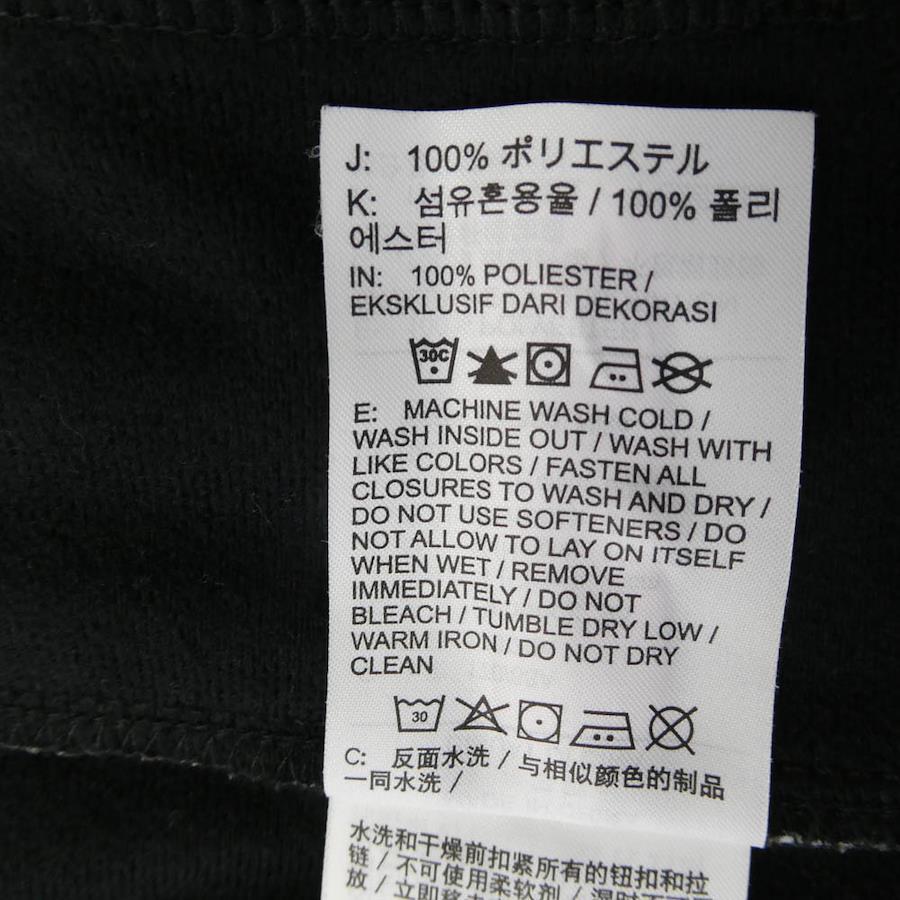 J: 100% ポリエステル
K: 섬유혼용율 / 100% 폴리
에스터
IN: 100% POLIESTER /
EKSKLUSIF DARI DEKORASI
30C
E: MACHINE WASH COLD /
WASH INSIDE OUT / WASH WITH
LIKE COLORS / FASTEN ALL
CLOSURES TO WASH AND DRY /
DO NOT USE SOFTENERS / DO
NOT ALLOW TO LAY ON ITSELF
WHEN WET / REMOVE
IMMEDIATELY / DO NOT
BLEACH / TUMBLE DRY LOW /
WARM IRON / DO NOT DRY
CLEAN
30
C: 反面水洗 / 与相似颜色的制品
一同水洗 /
水洗和干燥前扣紧所有的钮扣和拉
链 / 不可使用柔软剂 / 湿时不可
放 / 立即移